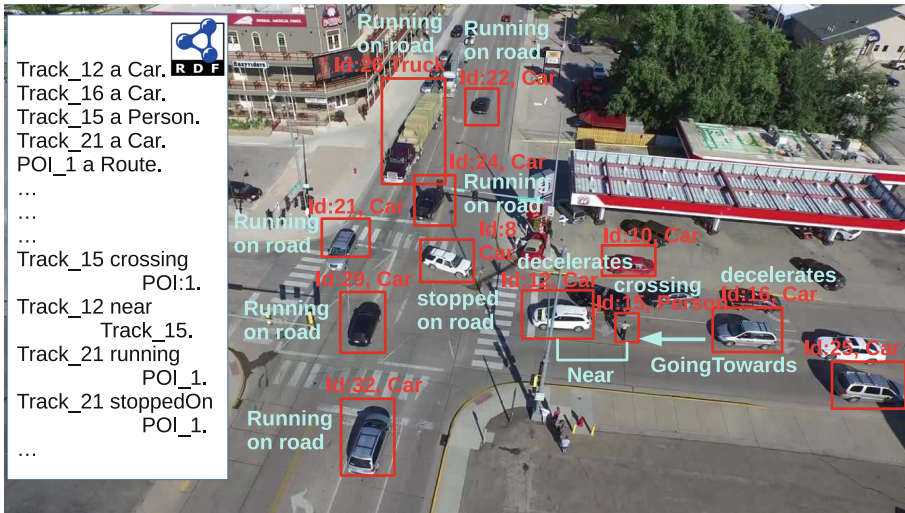 RDF
Track_12 a Car.
Track_16 a Car.
Track_15 a Person.
Track_21 a Car.
POI_1 a Route.
...
...
...
Track_15 crossing
POI:1.
Track_12 near
Track_15.
Track_21 running
POI_1.
Track_21 stoppedOn
POI_1.
...
Running
on road
Running
on road
Id:26 Truck
Id:22, Car
Id:24, Car
Running
on road
Id:21, Car
Running
on road
Id:8
Car
stopped
on road
Id:10, Car
decelerates
Id:12, Car
crossing
Id:15, Person
decelerates
Id:16, Car
Id:29, Car
Running
on road
Near
GoingTowards
Id:25, Car
Id:32, Car
Running
on road